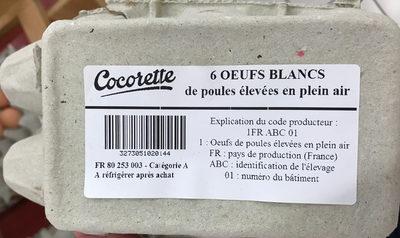 Cocorette
6 OEUFS BLANCS
de poules élevées en plein air
3273051020144
FR 80 253 003 - Catégorie A
A réfrigérer après achat
Explication du code producteur :
1FR ABC 01
1 : Oeufs de poules élevées en plein air
FR : pays de production (France)
ABC : identification de l'élevage
01 : numéro du bâtiment